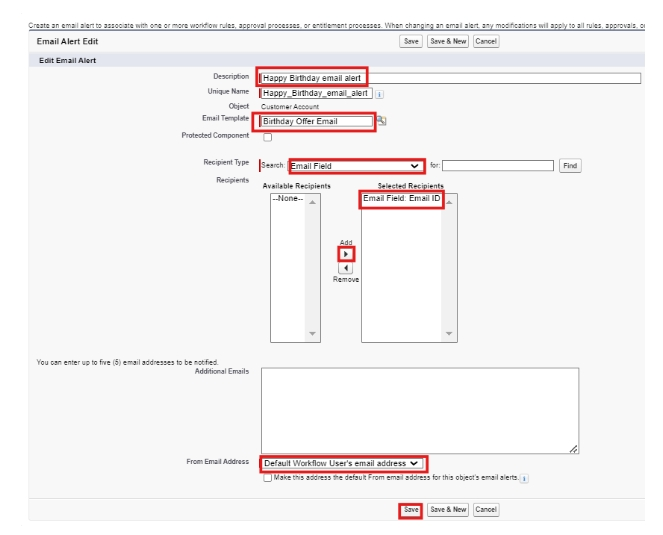 Create an email alert to associate with one or more workflow rules, approval processes, or entitlement processes. When changing an email alert, any modifications will apply to all rules, approvals, o
Email Alert Edit Save Save & New Cancel
Edit Email Alert
Description Happy Birthday email alert
Unique Name Happy_Birthday_email_alert i
Object Customer Account
Email Template Birthday Offer Email
Protected Component
Recipient Type Search: Email Field for: Find
Recipients Available Recipients Selected Recipients
--None-- Email Field: Email ID
Add
Remove
You can enter up to five (5) email addresses to be notified.
Additional Emails
From Email Address Default Workflow User's email address
Make this address the default From email address for this object's email alerts. i
Save Save & New Cancel